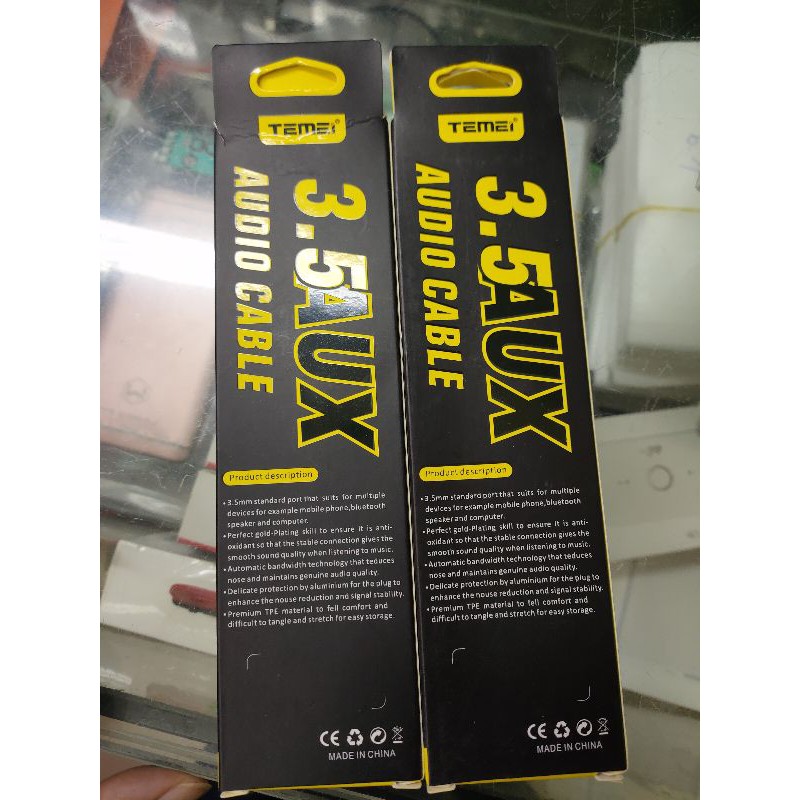 TEMEI®
3.5AUX
AUDIO CABLE
Product description
•3.5mm standard port that suits for multiple
devices for example mobile phone,bluetooth
speaker and computer.
•Perfect gold-Plating skill to ensure it is anti-
oxidant so that the stable connection gives the
smooth sound quality when listening to music.
•Automatic bandwidth technology that teduces
nose and maintains genuine audio quality.
•Delicate protection by aluminium for the plug to
enhance the nouse reduction and signal stability.
•Premium TPE material to fell comfort and
difficult to tangle and stretch for easy storage.
CE
MADE IN CHINA
TEMEI®
3.5AUX
AUDIO CABLE
Product description
•3.5mm standard port that suits for multiple
devices for example mobile phone,bluetooth
speaker and computer.
•Perfect gold-Plating skill to ensure it is anti-
oxidant so that the stable connection gives the
smooth sound quality when listening to music.
•Automatic bandwidth technology that teduces
nose and maintains genuine audio quality.
•Delicate protection by aluminium for the plug to
enhance the nouse reduction and signal stability.
•Premium TPE material to fell comfort and
difficult to tangle and stretch for easy storage.
CE
MADE IN CHINA